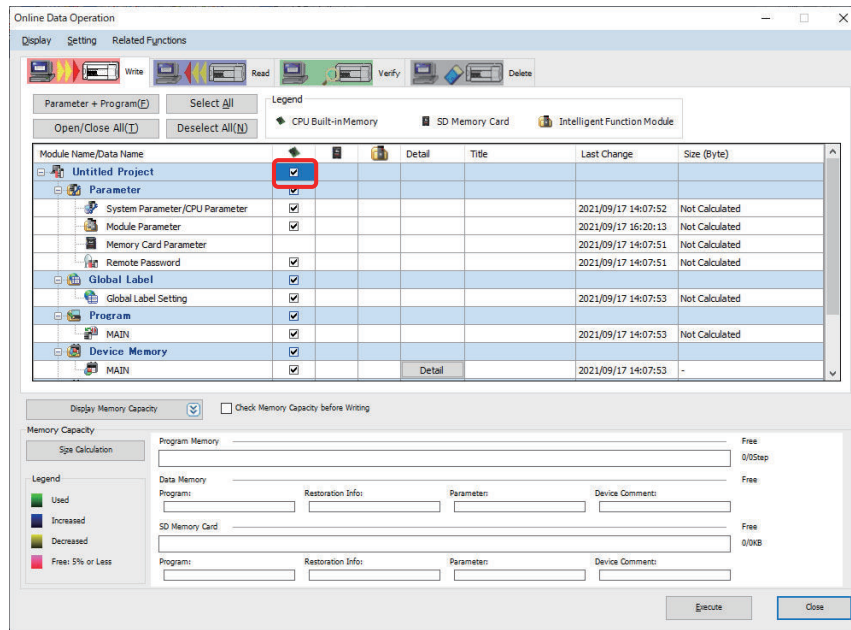 Online Data Operation
Display Setting Related Functions
Write Read Verify Delete
Parameter + Program(F) Select All
Open/Close All(T) Deselect All(N)
Legend
CPU Built-in Memory SD Memory Card Intelligent Function Module
Module Name/Data Name Detail Title Last Change Size (Byte)
Untitled Project
Parameter
System Parameter/CPU Parameter 2021/09/17 14:07:52 Not Calculated
Module Parameter 2021/09/17 16:20:13 Not Calculated
Memory Card Parameter 2021/09/17 14:07:51 Not Calculated
Remote Password 2021/09/17 14:07:51 Not Calculated
Global Label
Global Label Setting 2021/09/17 14:07:53 Not Calculated
Program
MAIN 2021/09/17 14:07:53 Not Calculated
Device Memory
MAIN Detail 2021/09/17 14:07:53 -
Display Memory Capacity Check Memory Capacity before Writing
Memory Capacity
Size Calculation
Legend
Used
Increased
Decreased
Free: 5% or Less
Program Memory Free
0/0Step
Data Memory Free
Program: Restoration Info: Parameter: Device Comment:
SD Memory Card Free
0/0KB
Program: Restoration Info: Parameter: Device Comment:
Execute Close